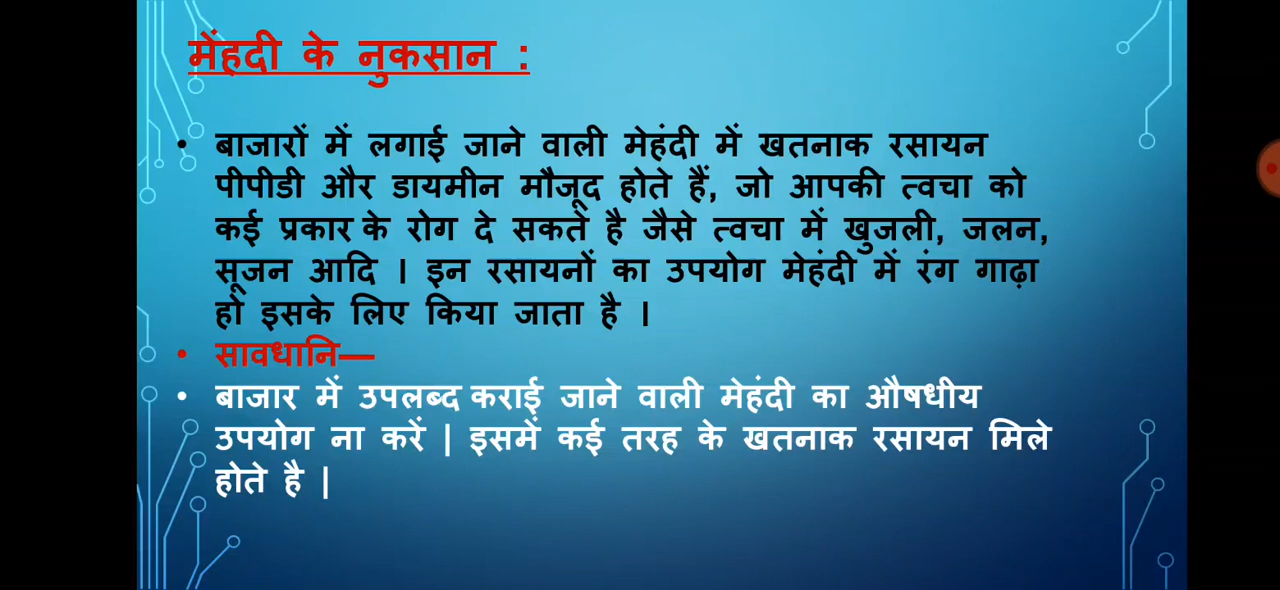 मेंहदी के नुकसान :
• बाजारों में लगाई जाने वाली मेहंदी में खतनाक रसायन
पीपीडी और डायमीन मौजूद होते हैं, जो आपकी त्वचा को
कई प्रकार के रोग दे सकते है जैसे त्वचा में खुजली, जलन,
सूजन आदि । इन रसायनों का उपयोग मेहंदी में रंग गाढ़ा
हो इसके लिए किया जाता है ।
• सावधानि—
• बाजार में उपलब्द कराई जाने वाली मेहंदी का औषधीय
उपयोग ना करें | इसमें कई तरह के खतनाक रसायन मिले
होते है |